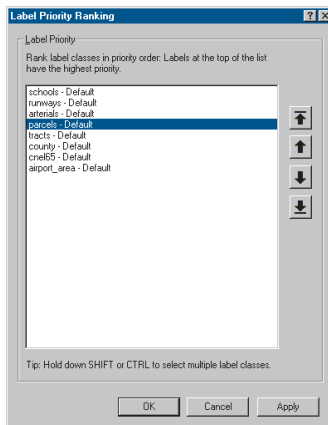 Label Priority Ranking
Label Priority
Rank label classes in priority order: Labels at the top of the list
have the highest priority.
schools - Default
runways - Default
arterials - Default
parcels - Default
tracts - Default
county - Default
cnel65 - Default
airport_area - Default
Tip: Hold down SHIFT or CTRL to select multiple label classes.
OK Cancel Apply